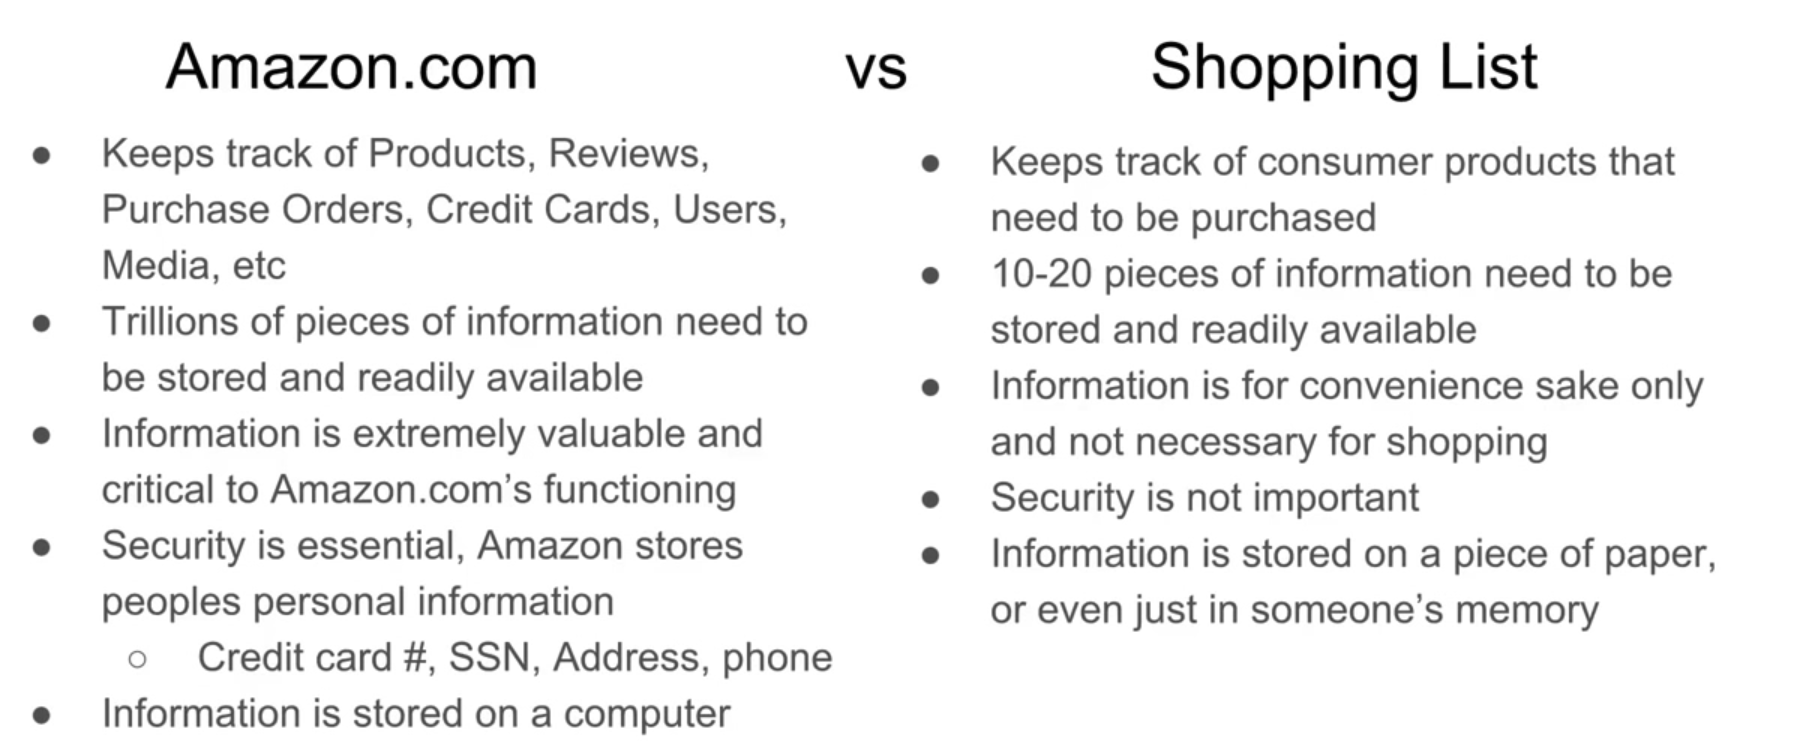 Amazon.com vs Shopping List
● Keeps track of Products, Reviews,
Purchase Orders, Credit Cards, Users,
Media, etc
● Trillions of pieces of information need to
be stored and readily available
● Information is extremely valuable and
critical to Amazon.com’s functioning
● Security is essential, Amazon stores
peoples personal information
○ Credit card #, SSN, Address, phone
● Information is stored on a computer
● Keeps track of consumer products that
need to be purchased
● 10-20 pieces of information need to be
stored and readily available
● Information is for convenience sake only
and not necessary for shopping
● Security is not important
● Information is stored on a piece of paper,
or even just in someone’s memory